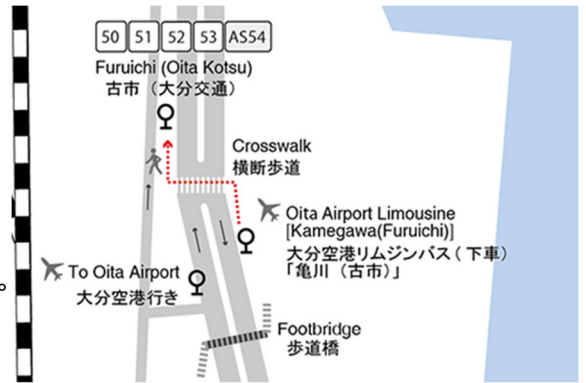 50 51 52 53 AS54
Furuichi (Oita Kotsu)
古市（大分交通）
Crosswalk
横断歩道
Oita Airport Limousine
[Kamegawa(Furuichi)]
大分空港リムジンバス（下車）
「亀川（古市）」
To Oita Airport
大分空港行き
Footbridge
歩道橋